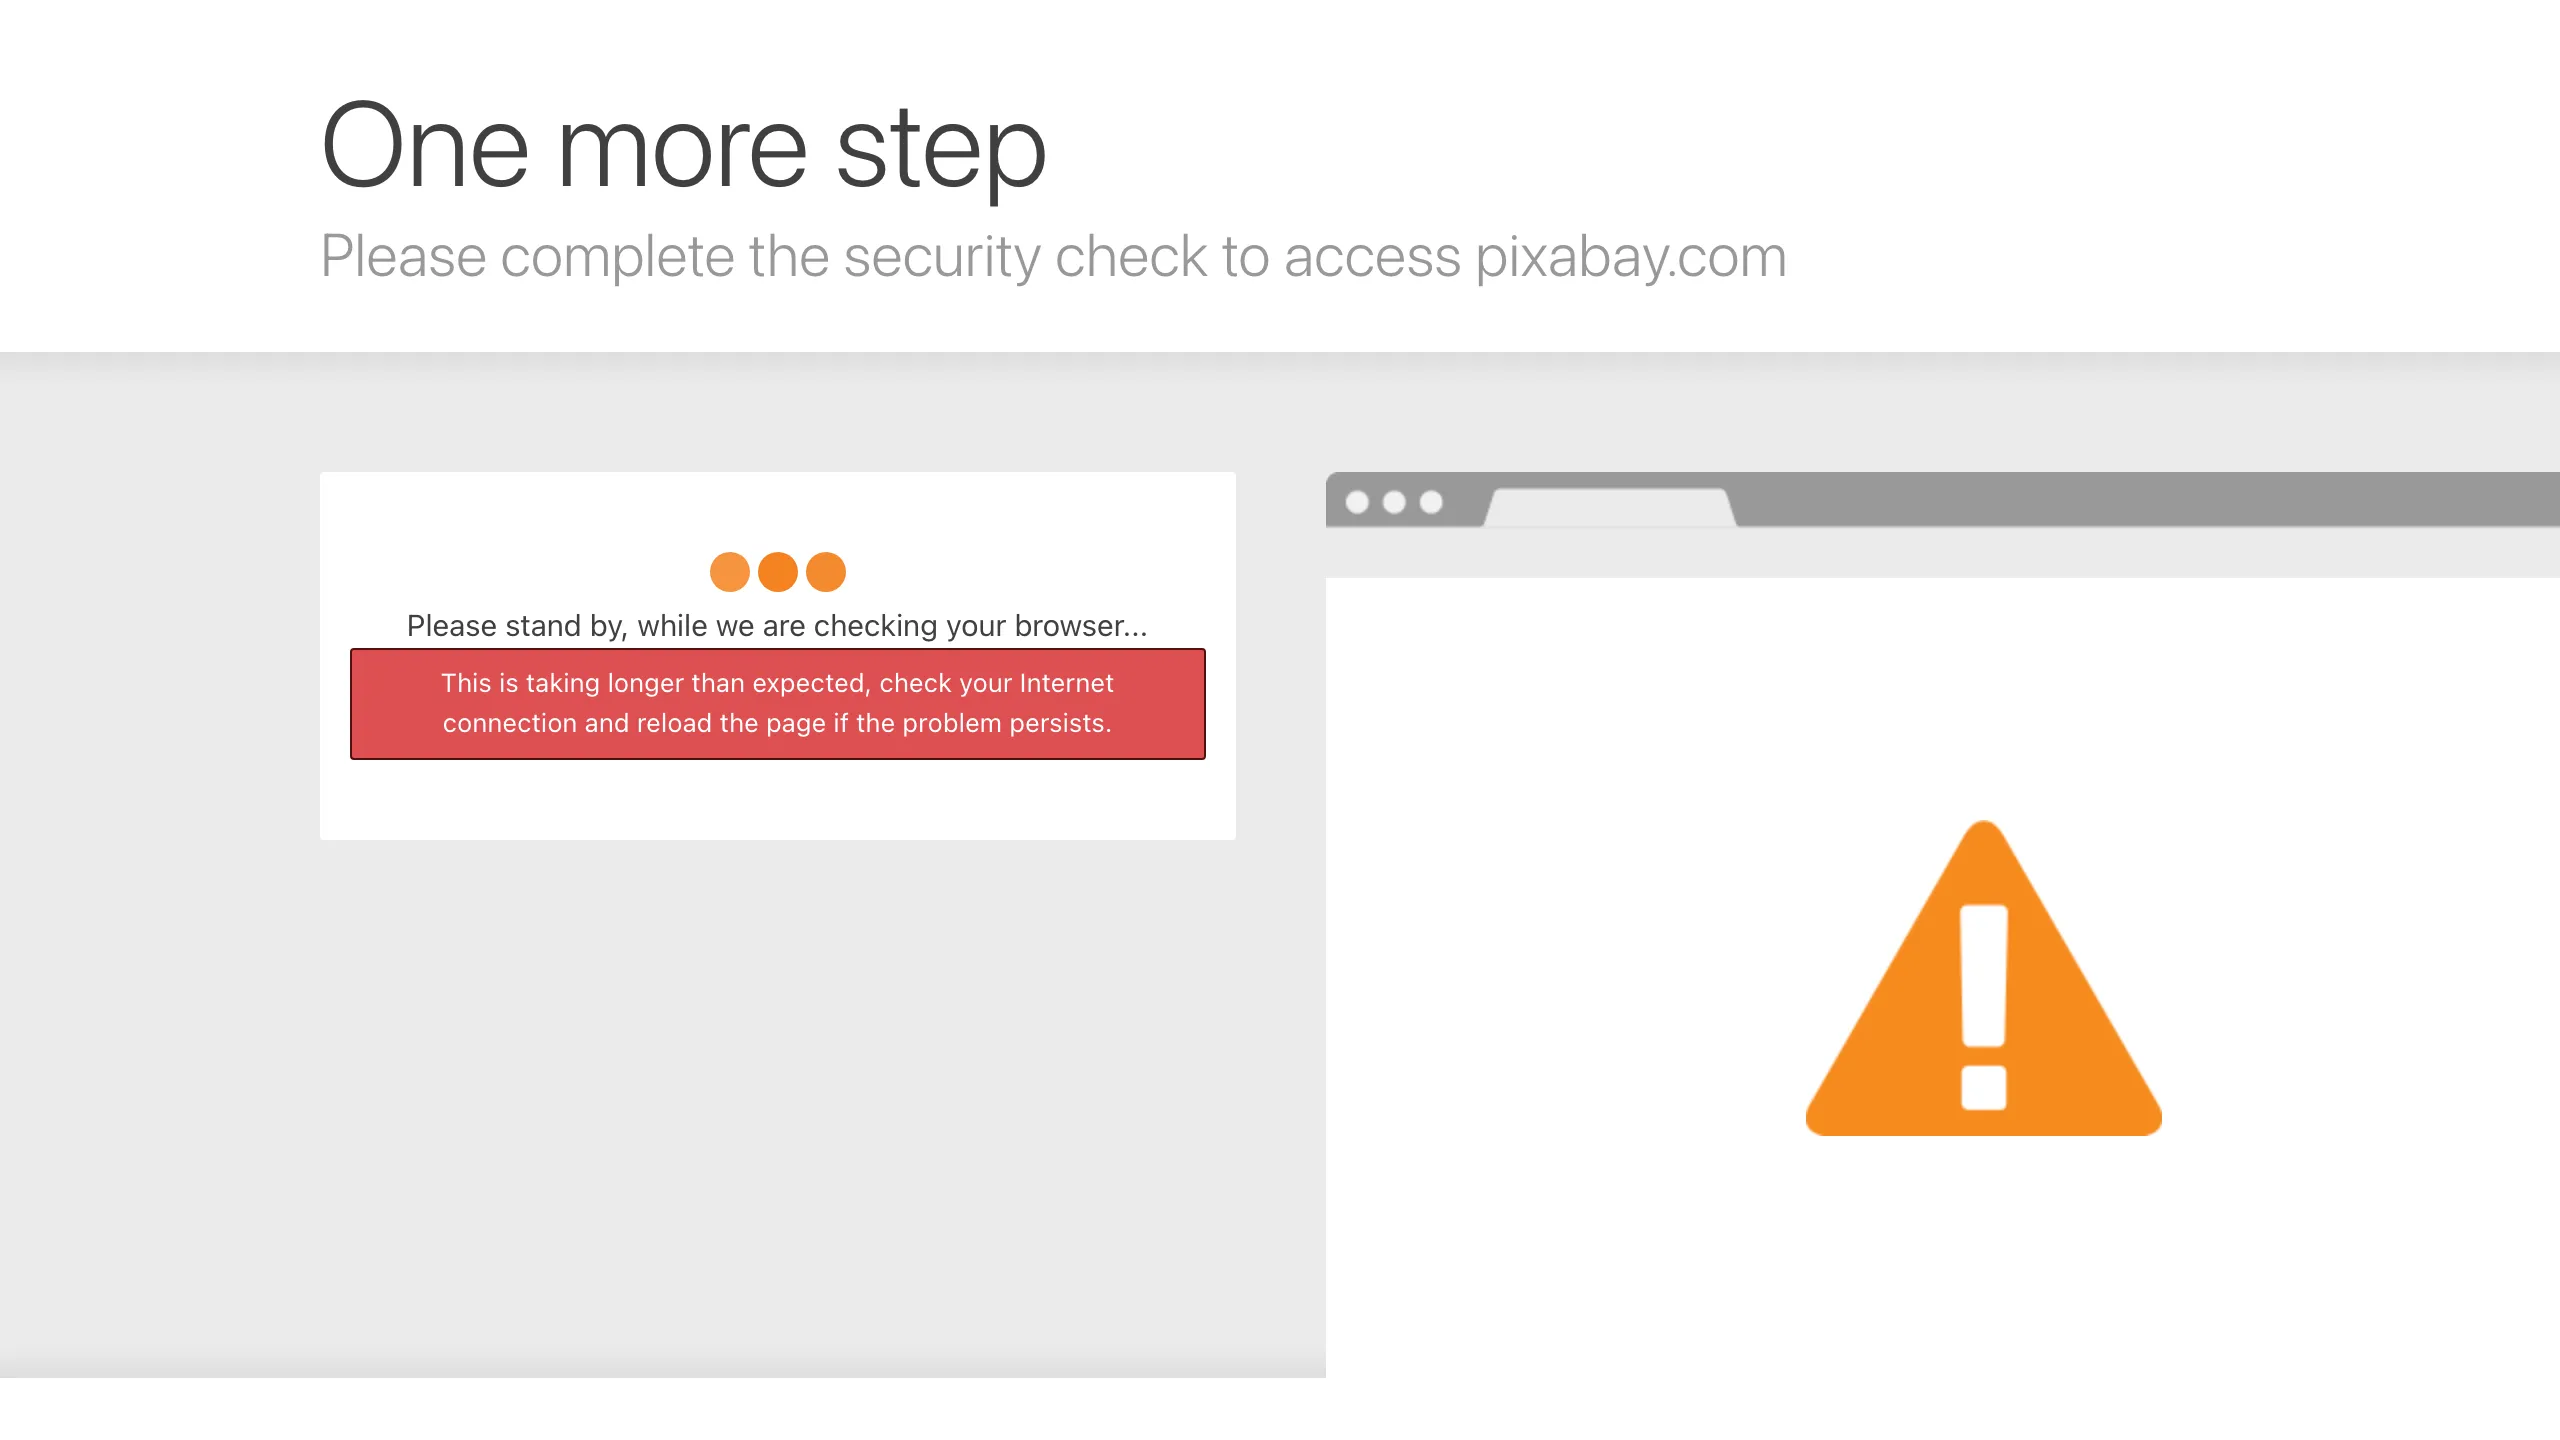 One more step
Please complete the security check to access pixabay.com
Please stand by, while we are checking your browser...
This is taking longer than expected, check your Internet
connection and reload the page if the problem persists.